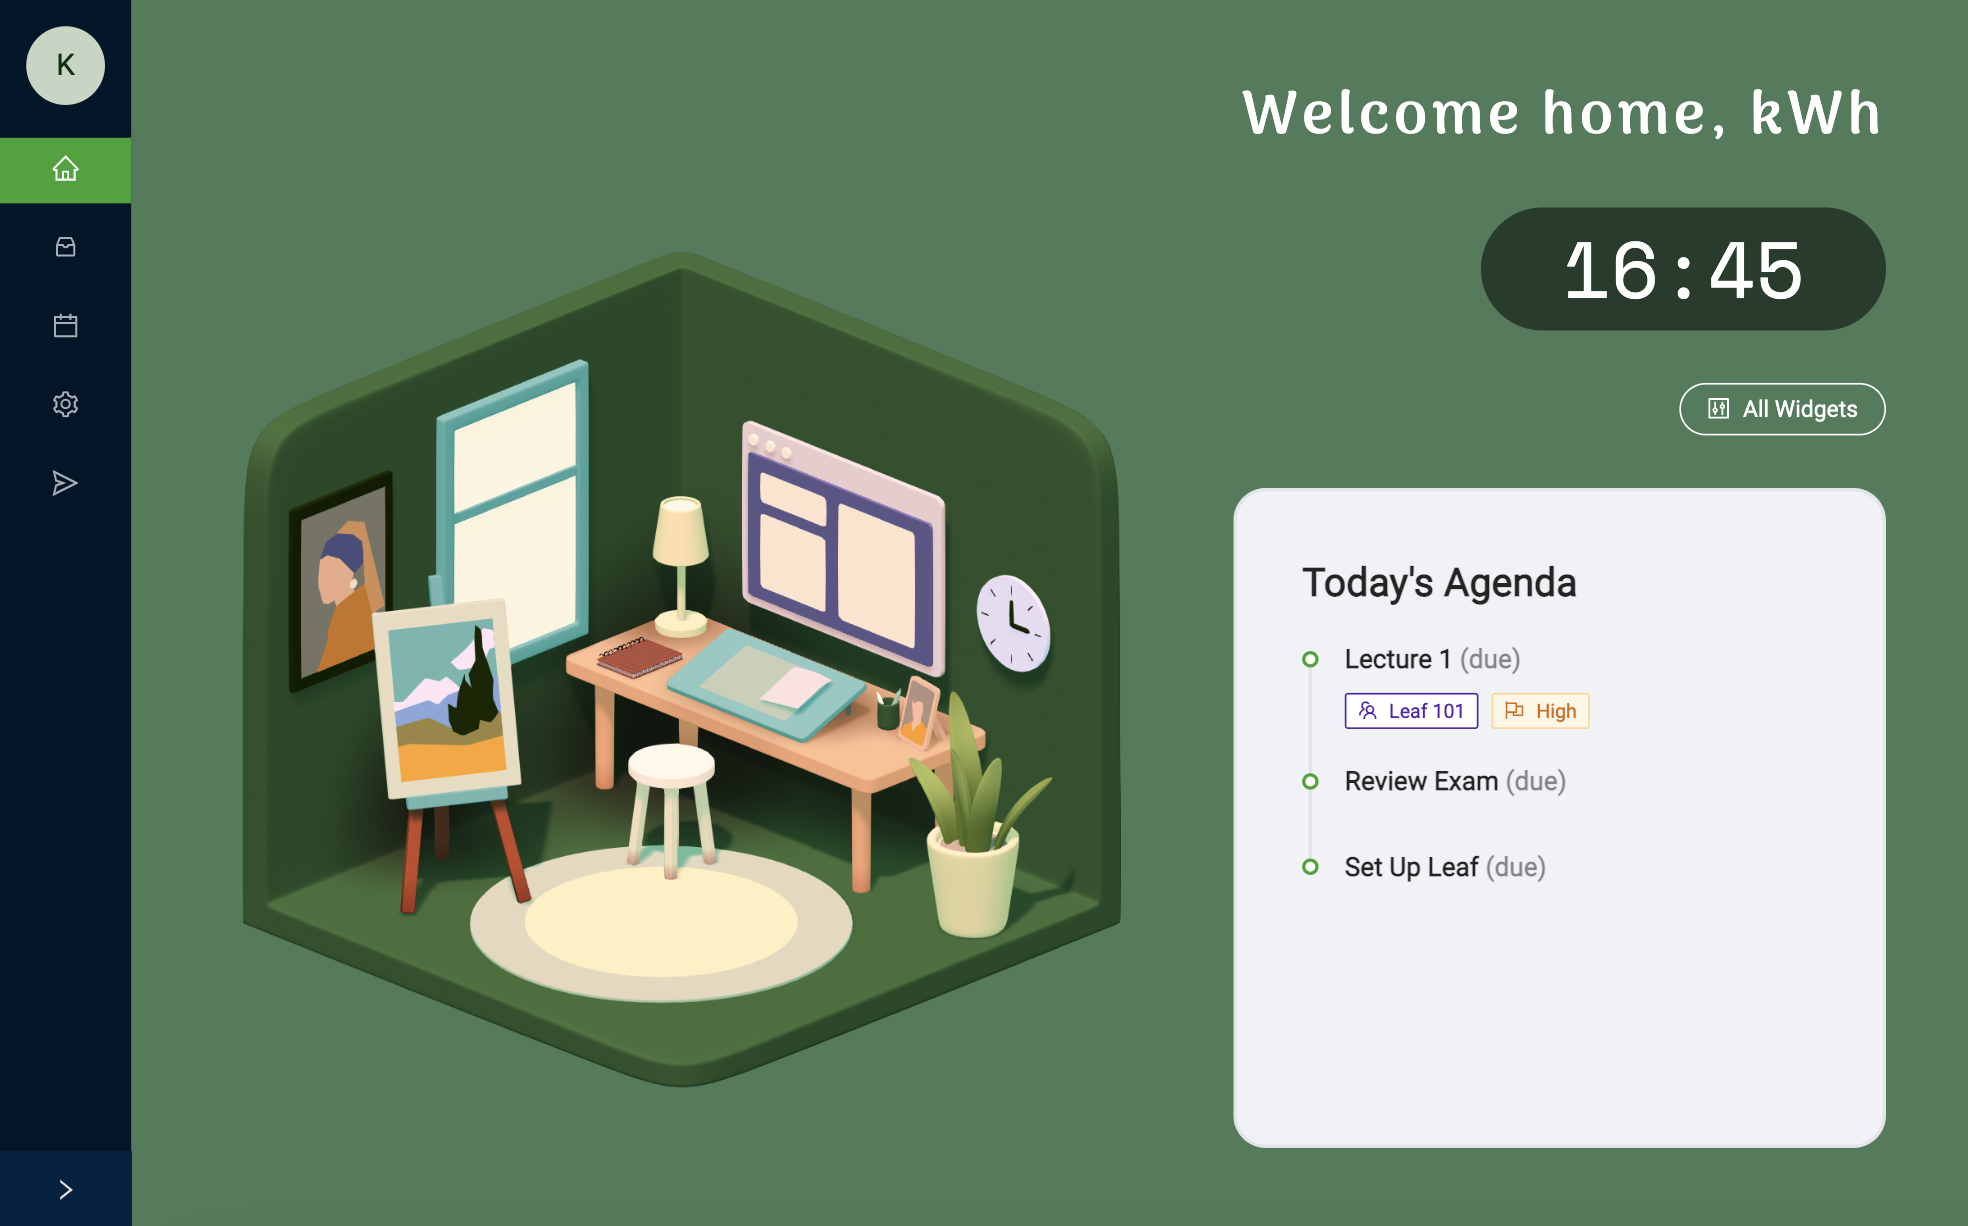 K
Welcome home, kWh
16:45
All Widgets
Today's Agenda
Lecture 1 (due)
Leaf 101 High
Review Exam (due)
Set Up Leaf (due)